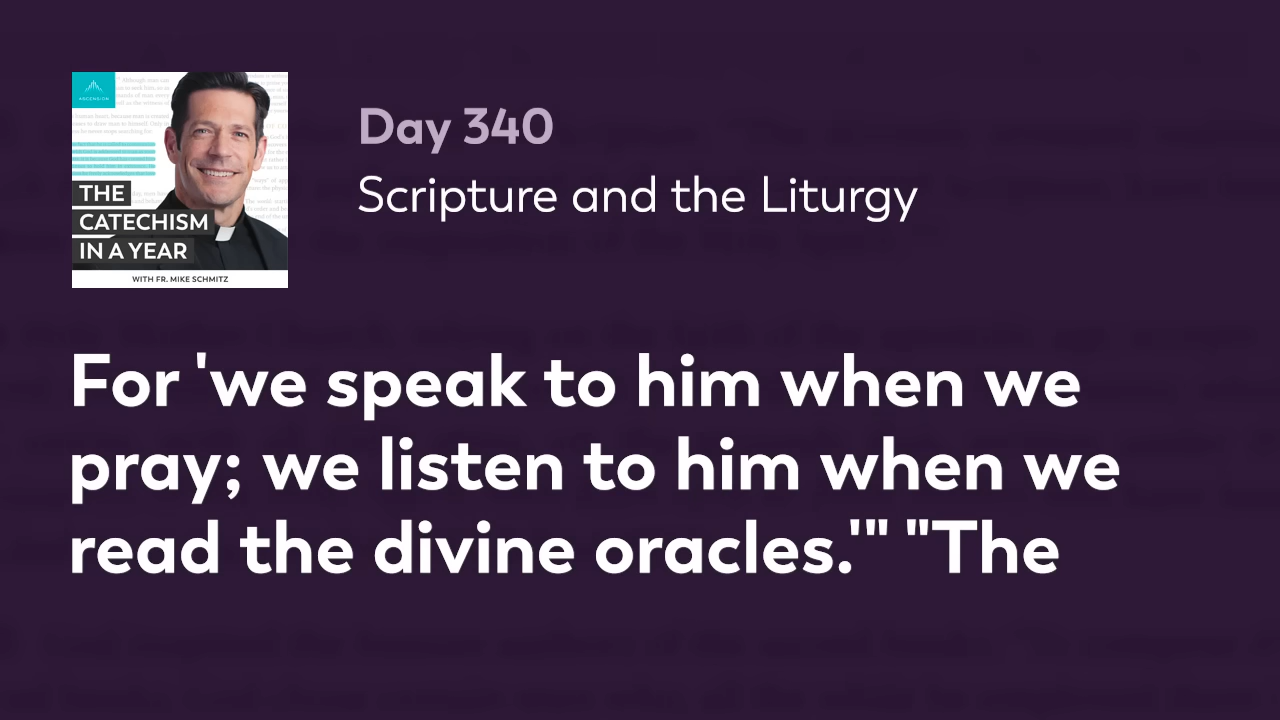 ASCENSION
THE
CATECHISM
IN A YEAR
WITH FR. MIKE SCHMITZ
Day 340
Scripture and the Liturgy
For 'we speak to him when we
pray; we listen to him when we
read the divine oracles.'" "The